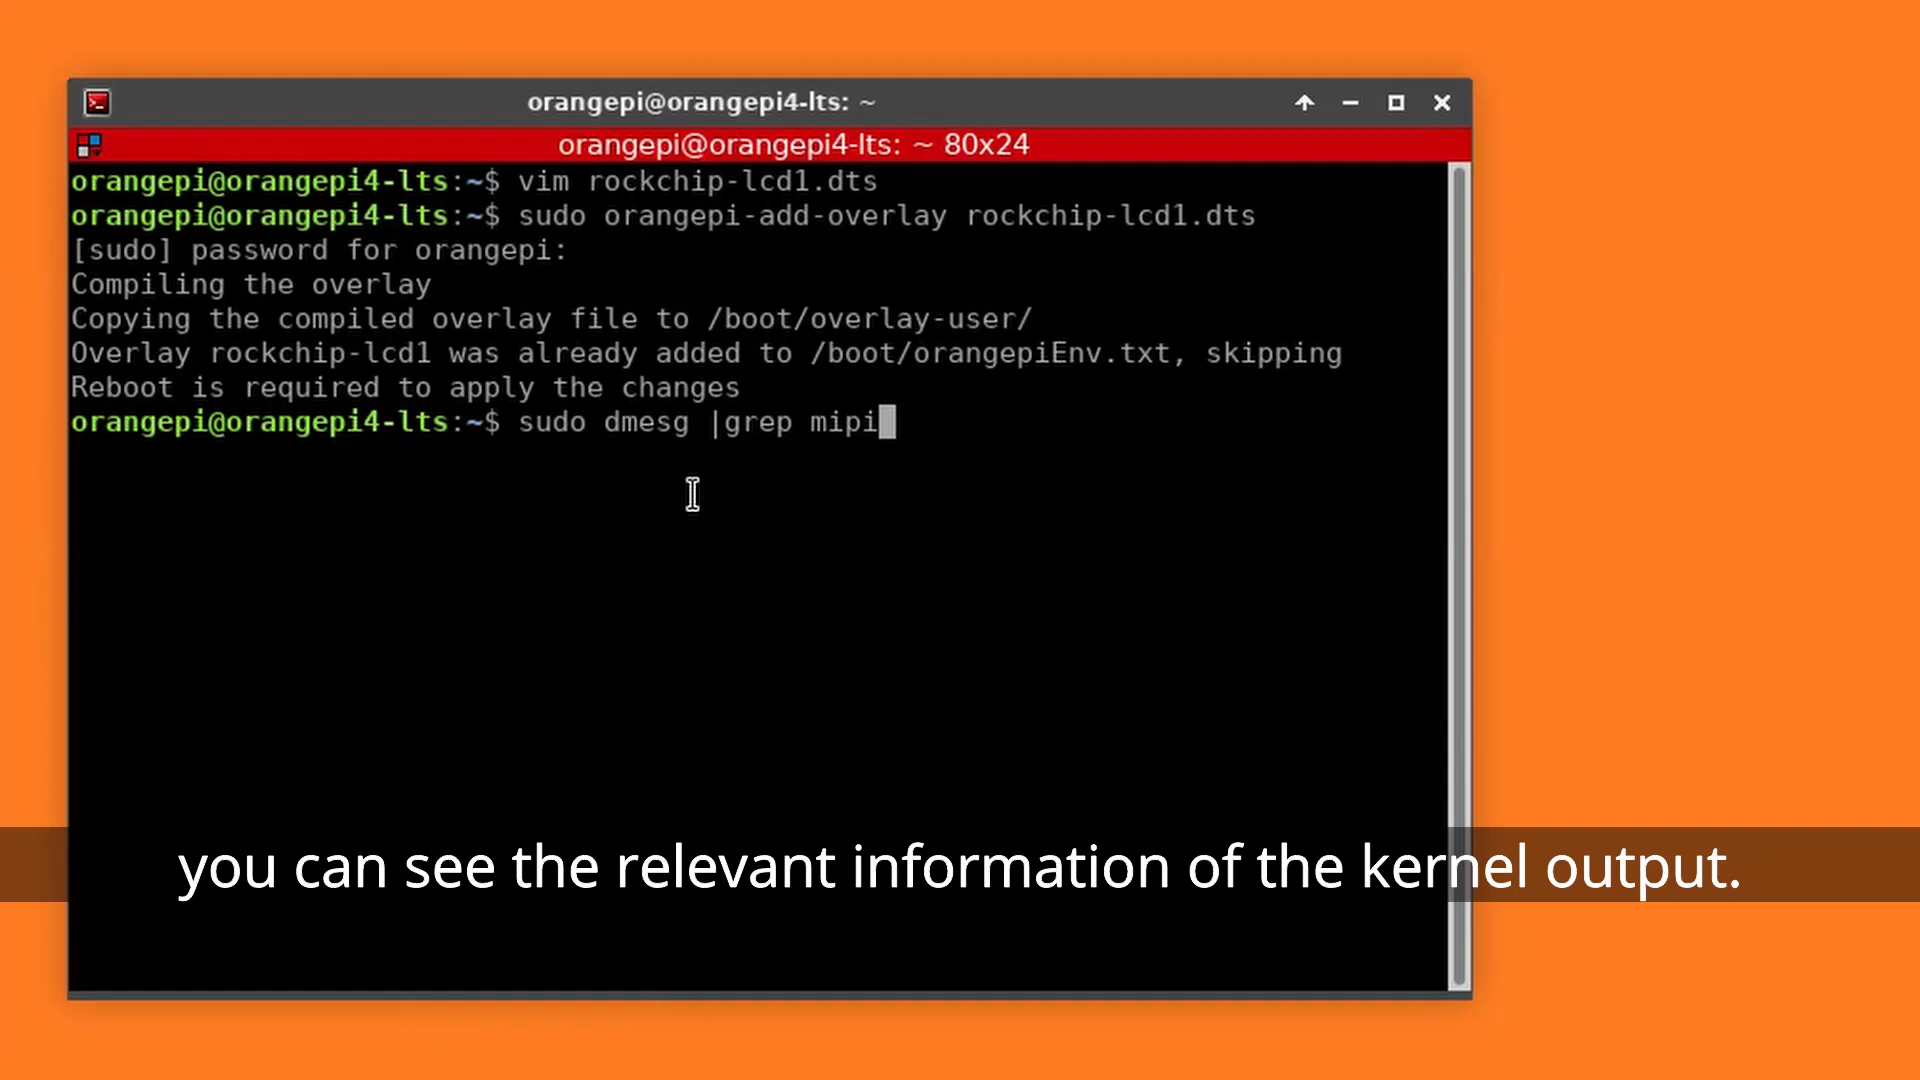 orangepi@orangepi4-lts: ~
orangepi@orangepi4-lts: ~ 80x24
orangepi@orangepi4-lts:~$ vim rockchip-lcd1.dts
orangepi@orangepi4-lts:~$ sudo orangepi-add-overlay rockchip-lcd1.dts
[sudo] password for orangepi:
Compiling the overlay
Copying the compiled overlay file to /boot/overlay-user/
Overlay rockchip-lcd1 was already added to /boot/orangepiEnv.txt, skipping
Reboot is required to apply the changes
orangepi@orangepi4-lts:~$ sudo dmesg |grep mipi
you can see the relevant information of the kernel output.